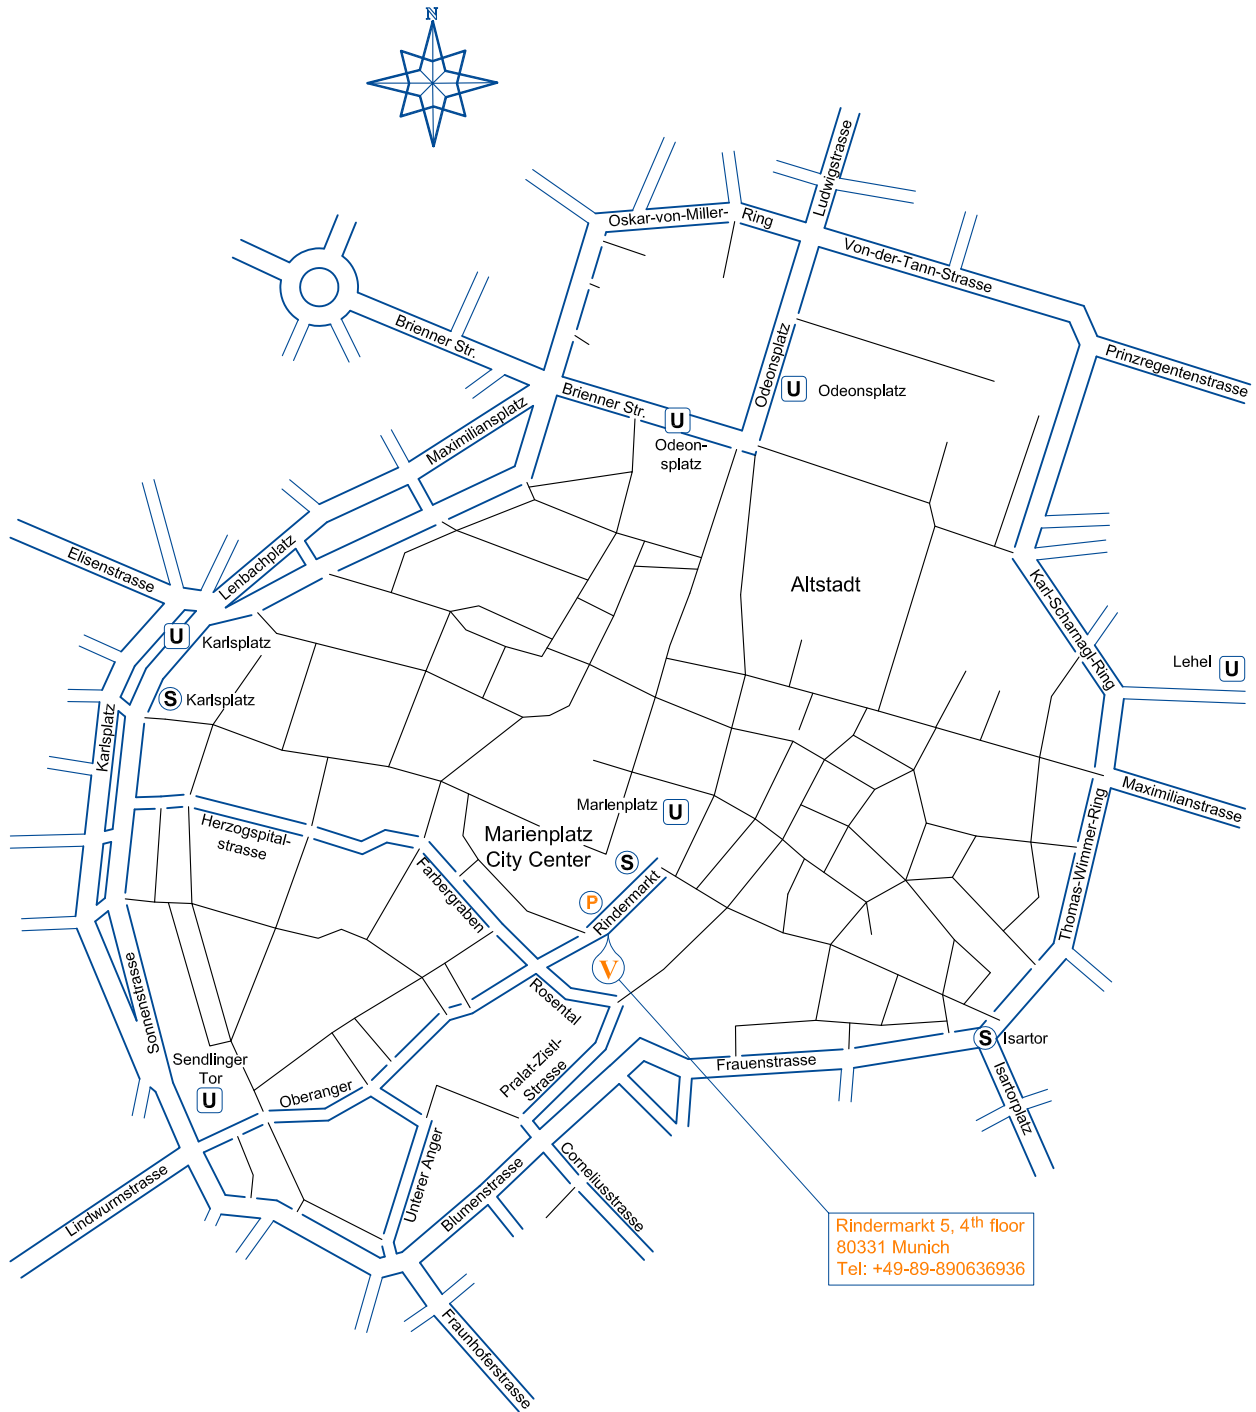 N
Ludwigstrasse
Oskar-von-Miller-
Ring
Von-der-Tann-Strasse
Prinzregentenstrasse
Brienner Str.
Brienner Str.
Odeonsplatz
U
Odeonsplatz
U
Odeon-
splatz
Maximiliansplatz
Lenbachplatz
Elisenstrasse
Altstadt
Karl-Scharnagl-Ring
U
Karlsplatz
Lehel
U
S
Karlsplatz
Karlsplatz
Maximilianstrasse
Marienplatz
U
Herzogspital-
strasse
Marienplatz
City Center
S
Thomas-Wimmer-Ring
Farbergraben
P
Rindermarkt
V
Rosental
Sonnenstrasse
Sendlinger
Tor
U
Oberanger
Pralat-Zistl-
Strasse
Frauenstrasse
S
Isartor
Isartorplatz
Unterer Anger
Blumenstrasse
Corneliusstrasse
Lindwurmstrasse
Fraunhoferstrasse
Rindermarkt 5, 4th floor
80331 Munich
Tel: +49-89-890636936